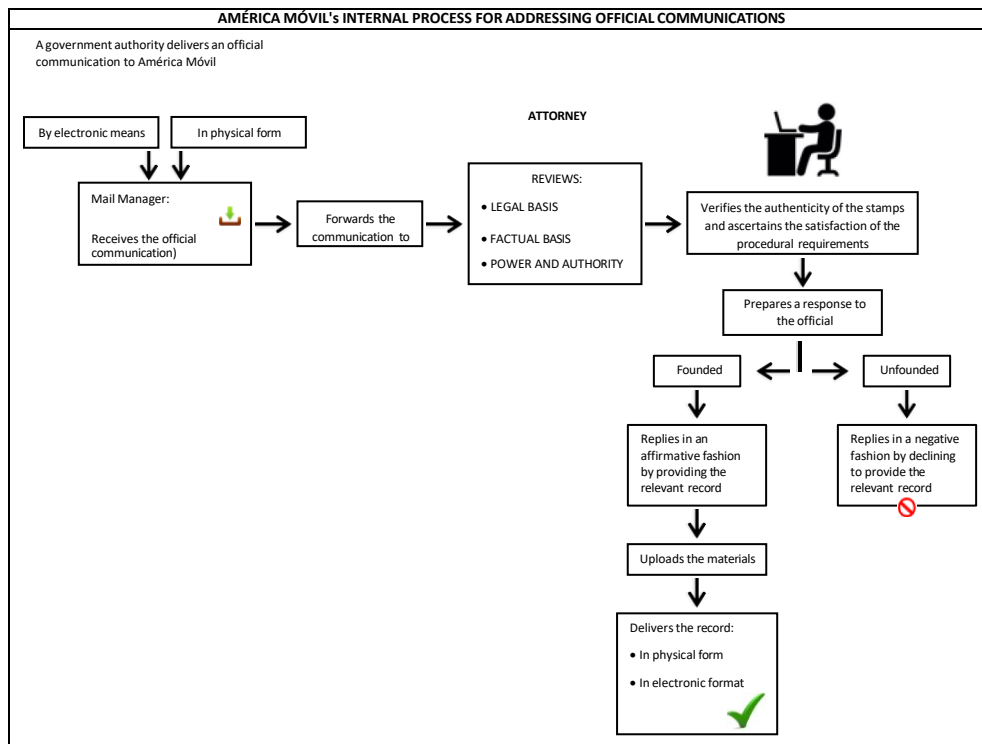 AMÉRICA MÓVIL's INTERNAL PROCESS FOR ADDRESSING OFFICIAL COMMUNICATIONS
A government authority delivers an official
communication to América Móvil
By electronic means
In physical form
Mail Manager:
Receives the official
communication)
Forwards the
communication to
ATTORNEY
REVIEWS:
• LEGAL BASIS
• FACTUAL BASIS
• POWER AND AUTHORITY
Verifies the authenticity of the stamps
and ascertains the satisfaction of the
procedural requirements
Prepares a response to
the official
Founded
Unfounded
Replies in an
affirmative fashion
by providing the
relevant record
Replies in a negative
fashion by declining
to provide the
relevant record
Uploads the materials
Delivers the record:
• In physical form
• In electronic format